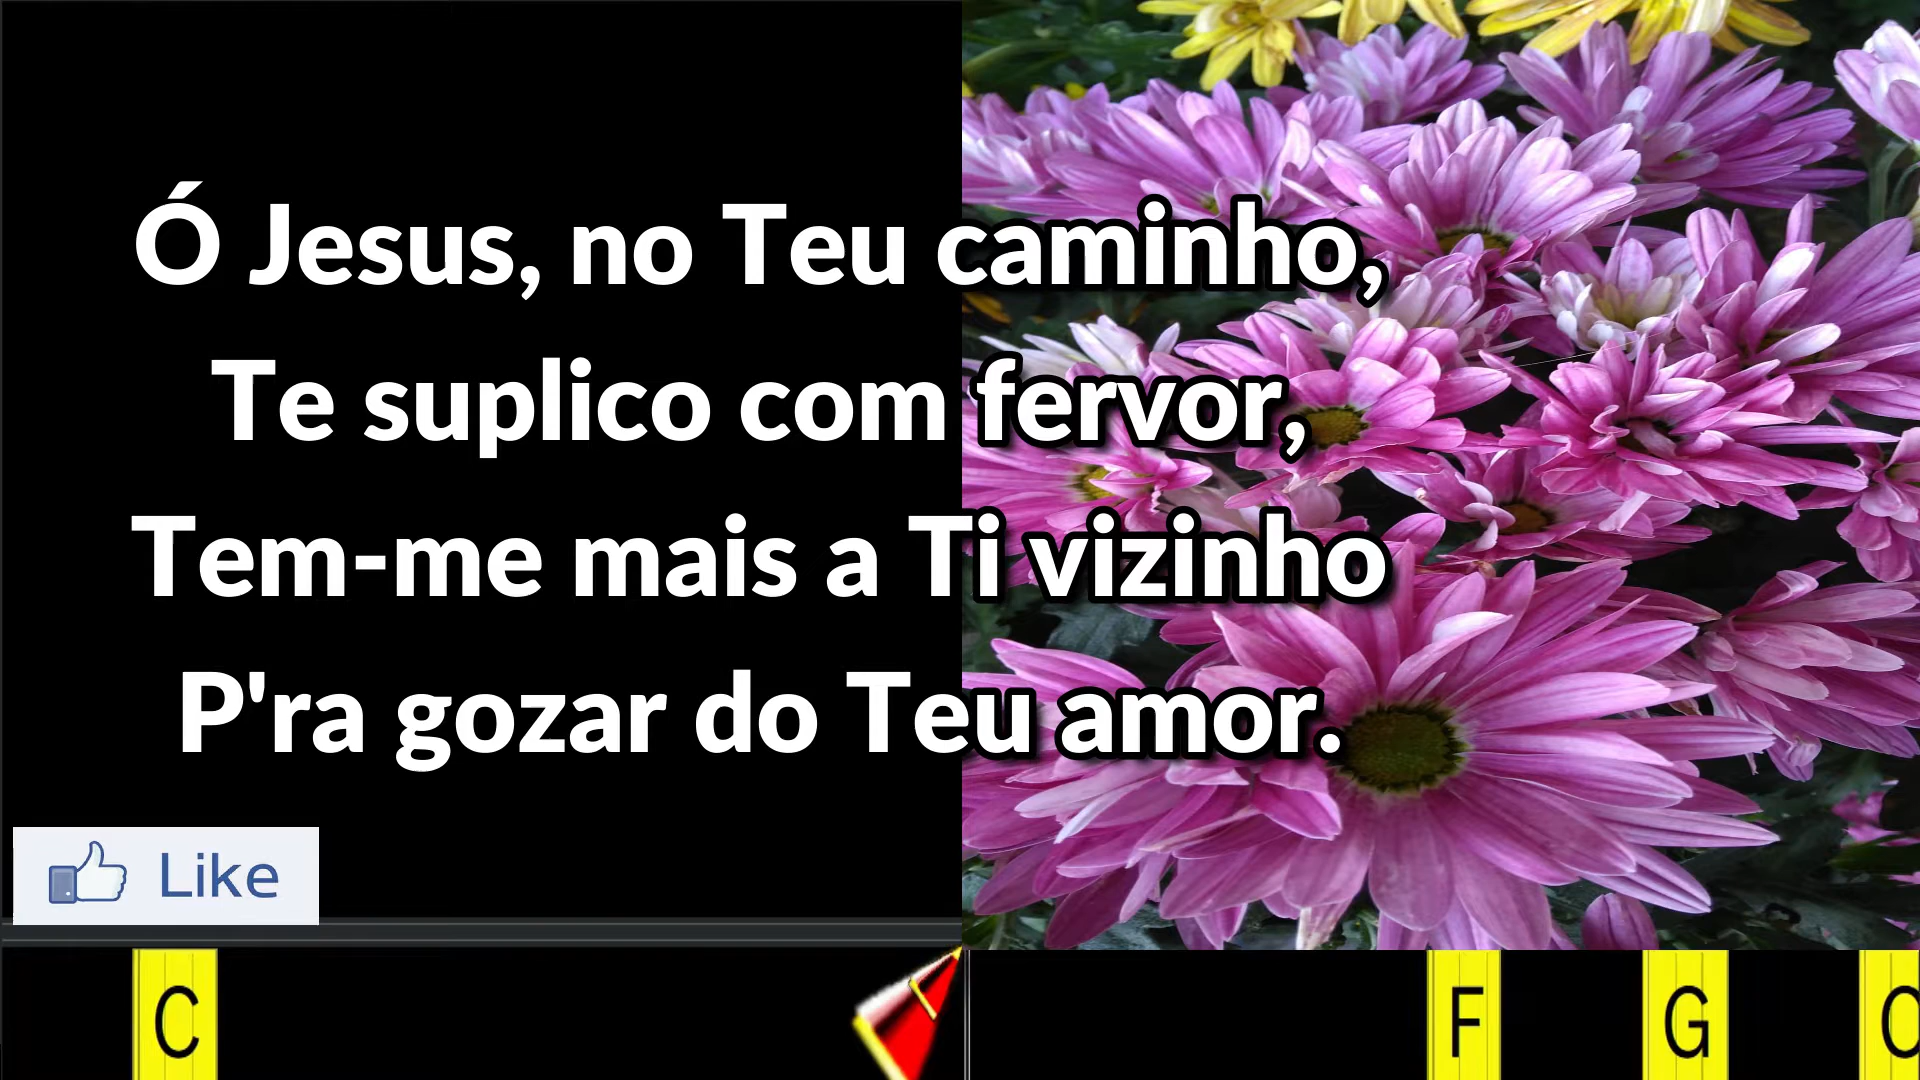 Ó Jesus, no Teu caminho,
Te suplico com fervor,
Tem-me mais a Ti vizinho
P'ra gozar do Teu amor.
Like
C F G